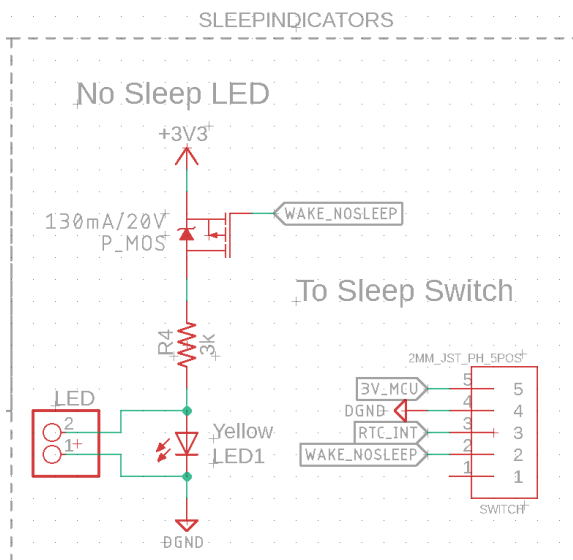 SLEEPINDICATORS
No Sleep LED
+3V3
WAKE_NOSLEEP
130mA/20V
P_MOS
To Sleep Switch
R4
3k
2MM_JST_PH_5POS
LED
2
1
Yellow
LED1
3V_MCU
5
5
DGND
4
4
RTC_INT
3
3
WAKE_NOSLEEP
2
2
1
1
SWITCH
DGND